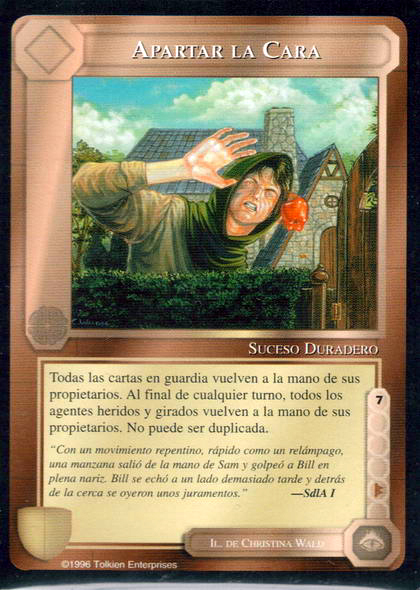 APARTAR LA CARA
SUCESO DURADERO
Todas las cartas en guardia vuelven a la mano de sus
propietarios. Al final de cualquier turno, todos los
agentes heridos y girados vuelven a la mano de sus
propietarios. No puede ser duplicada.
7
“Con un movimiento repentino, rápido como un relámpago,
una manzana salió de la mano de Sam y golpeó a Bill en
plena nariz. Bill se echó a un lado demasiado tarde y detrás
de la cerca se oyeron unos juramentos.” —SdlA I
IL. DE CHRISTINA WALD
©1996 Tolkien Enterprises